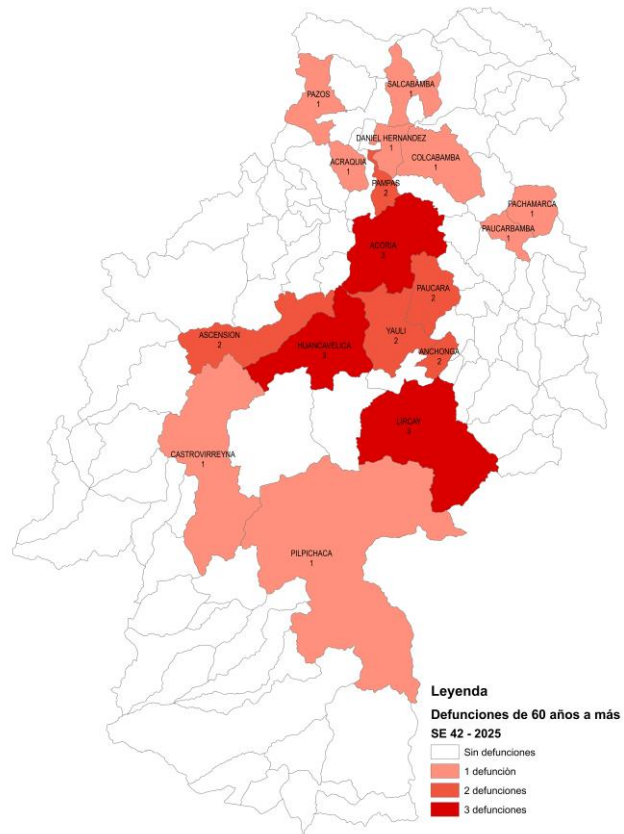 SALCABAMBA
1
PAZOS
1
DANIEL HERNANDEZ
1
COLCABAMBA
1
ACRAQUIA
1
PAMPAS
2
PACHAMARCA
1
PAUCARBAMBA
1
ACORIA
3
PAUCARA
2
ASCENSION
2
YAULI
2
HUANCAVELICA
3
ANCHONGA
2
LIRCAY
3
CASTROVIRREYNA
1
PILPICHACA
1
Leyenda
Defunciones de 60 años a más
SE 42 - 2025
Sin defunciones
1 defunción
2 defunciones
3 defunciones